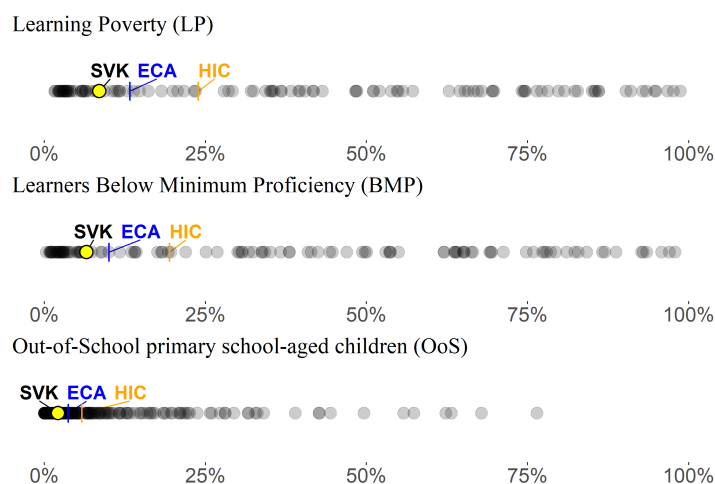 Learning Poverty (LP)
SVK ECA HIC
0% 25% 50% 75% 100%
Learners Below Minimum Proficiency (BMP)
SVK ECA HIC
0% 25% 50% 75% 100%
Out-of-School primary school-aged children (OoS)
SVK ECA HIC
0% 25% 50% 75% 100%